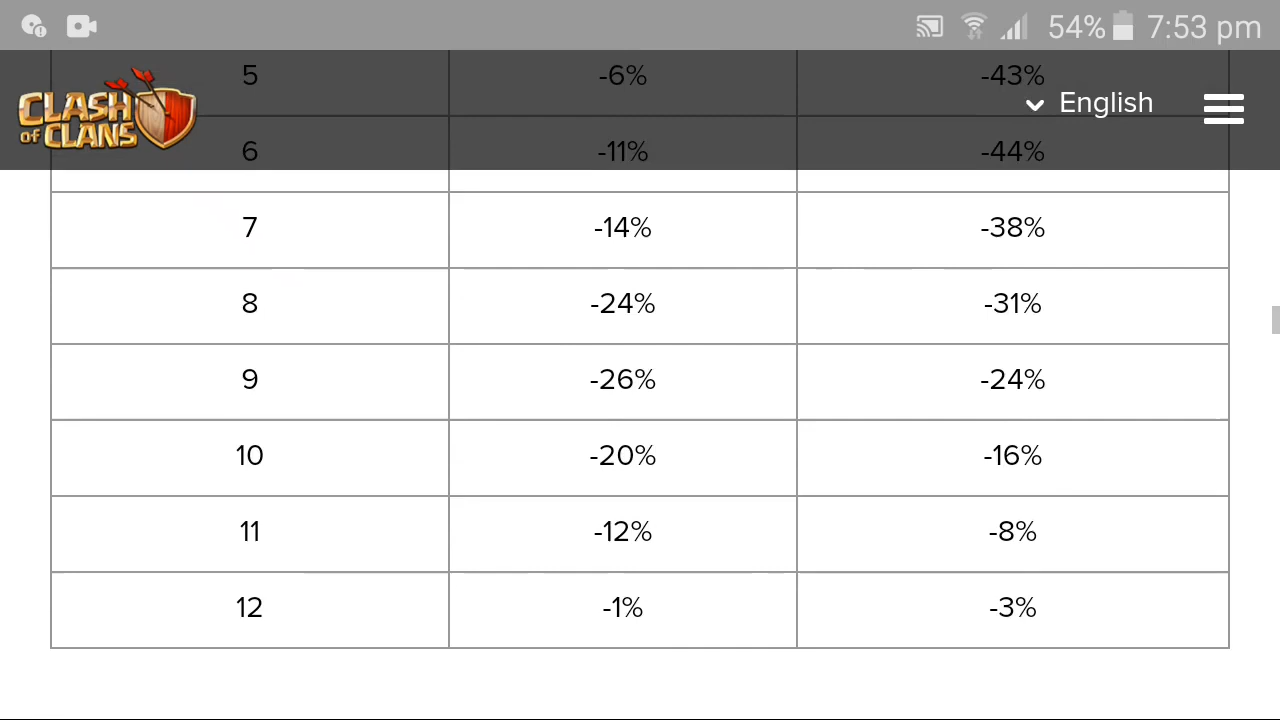 54% 7:53 pm
5 -6% -43%
CLASH of CLANS
English
6 -11% -44%
7 -14% -38%
8 -24% -31%
9 -26% -24%
10 -20% -16%
11 -12% -8%
12 -1% -3%